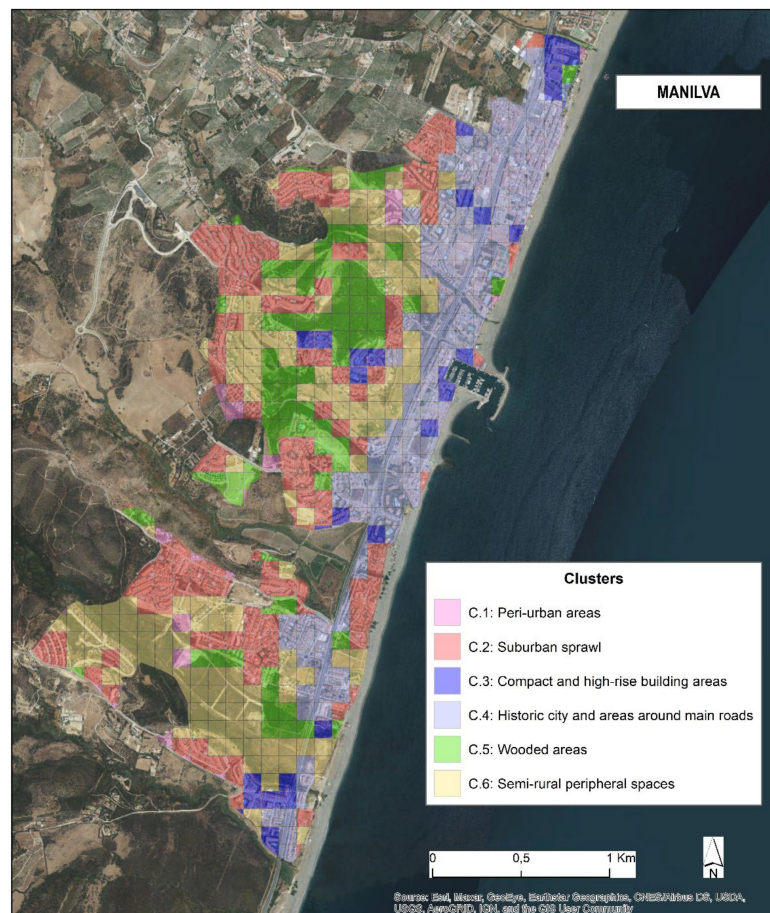 MANILVA
Clusters
C.1: Peri-urban areas
C.2: Suburban sprawl
C.3: Compact and high-rise building areas
C.4: Historic city and areas around main roads
C.5: Wooded areas
C.6: Semi-rural peripheral spaces
0 0,5 1 Km
N
Source: Esri, Maxar, GeoEye, Earthstar Geographics, CNES/Airbus DS, USDA,
USGS, AeroGRID, IGN, and the GIS User Community